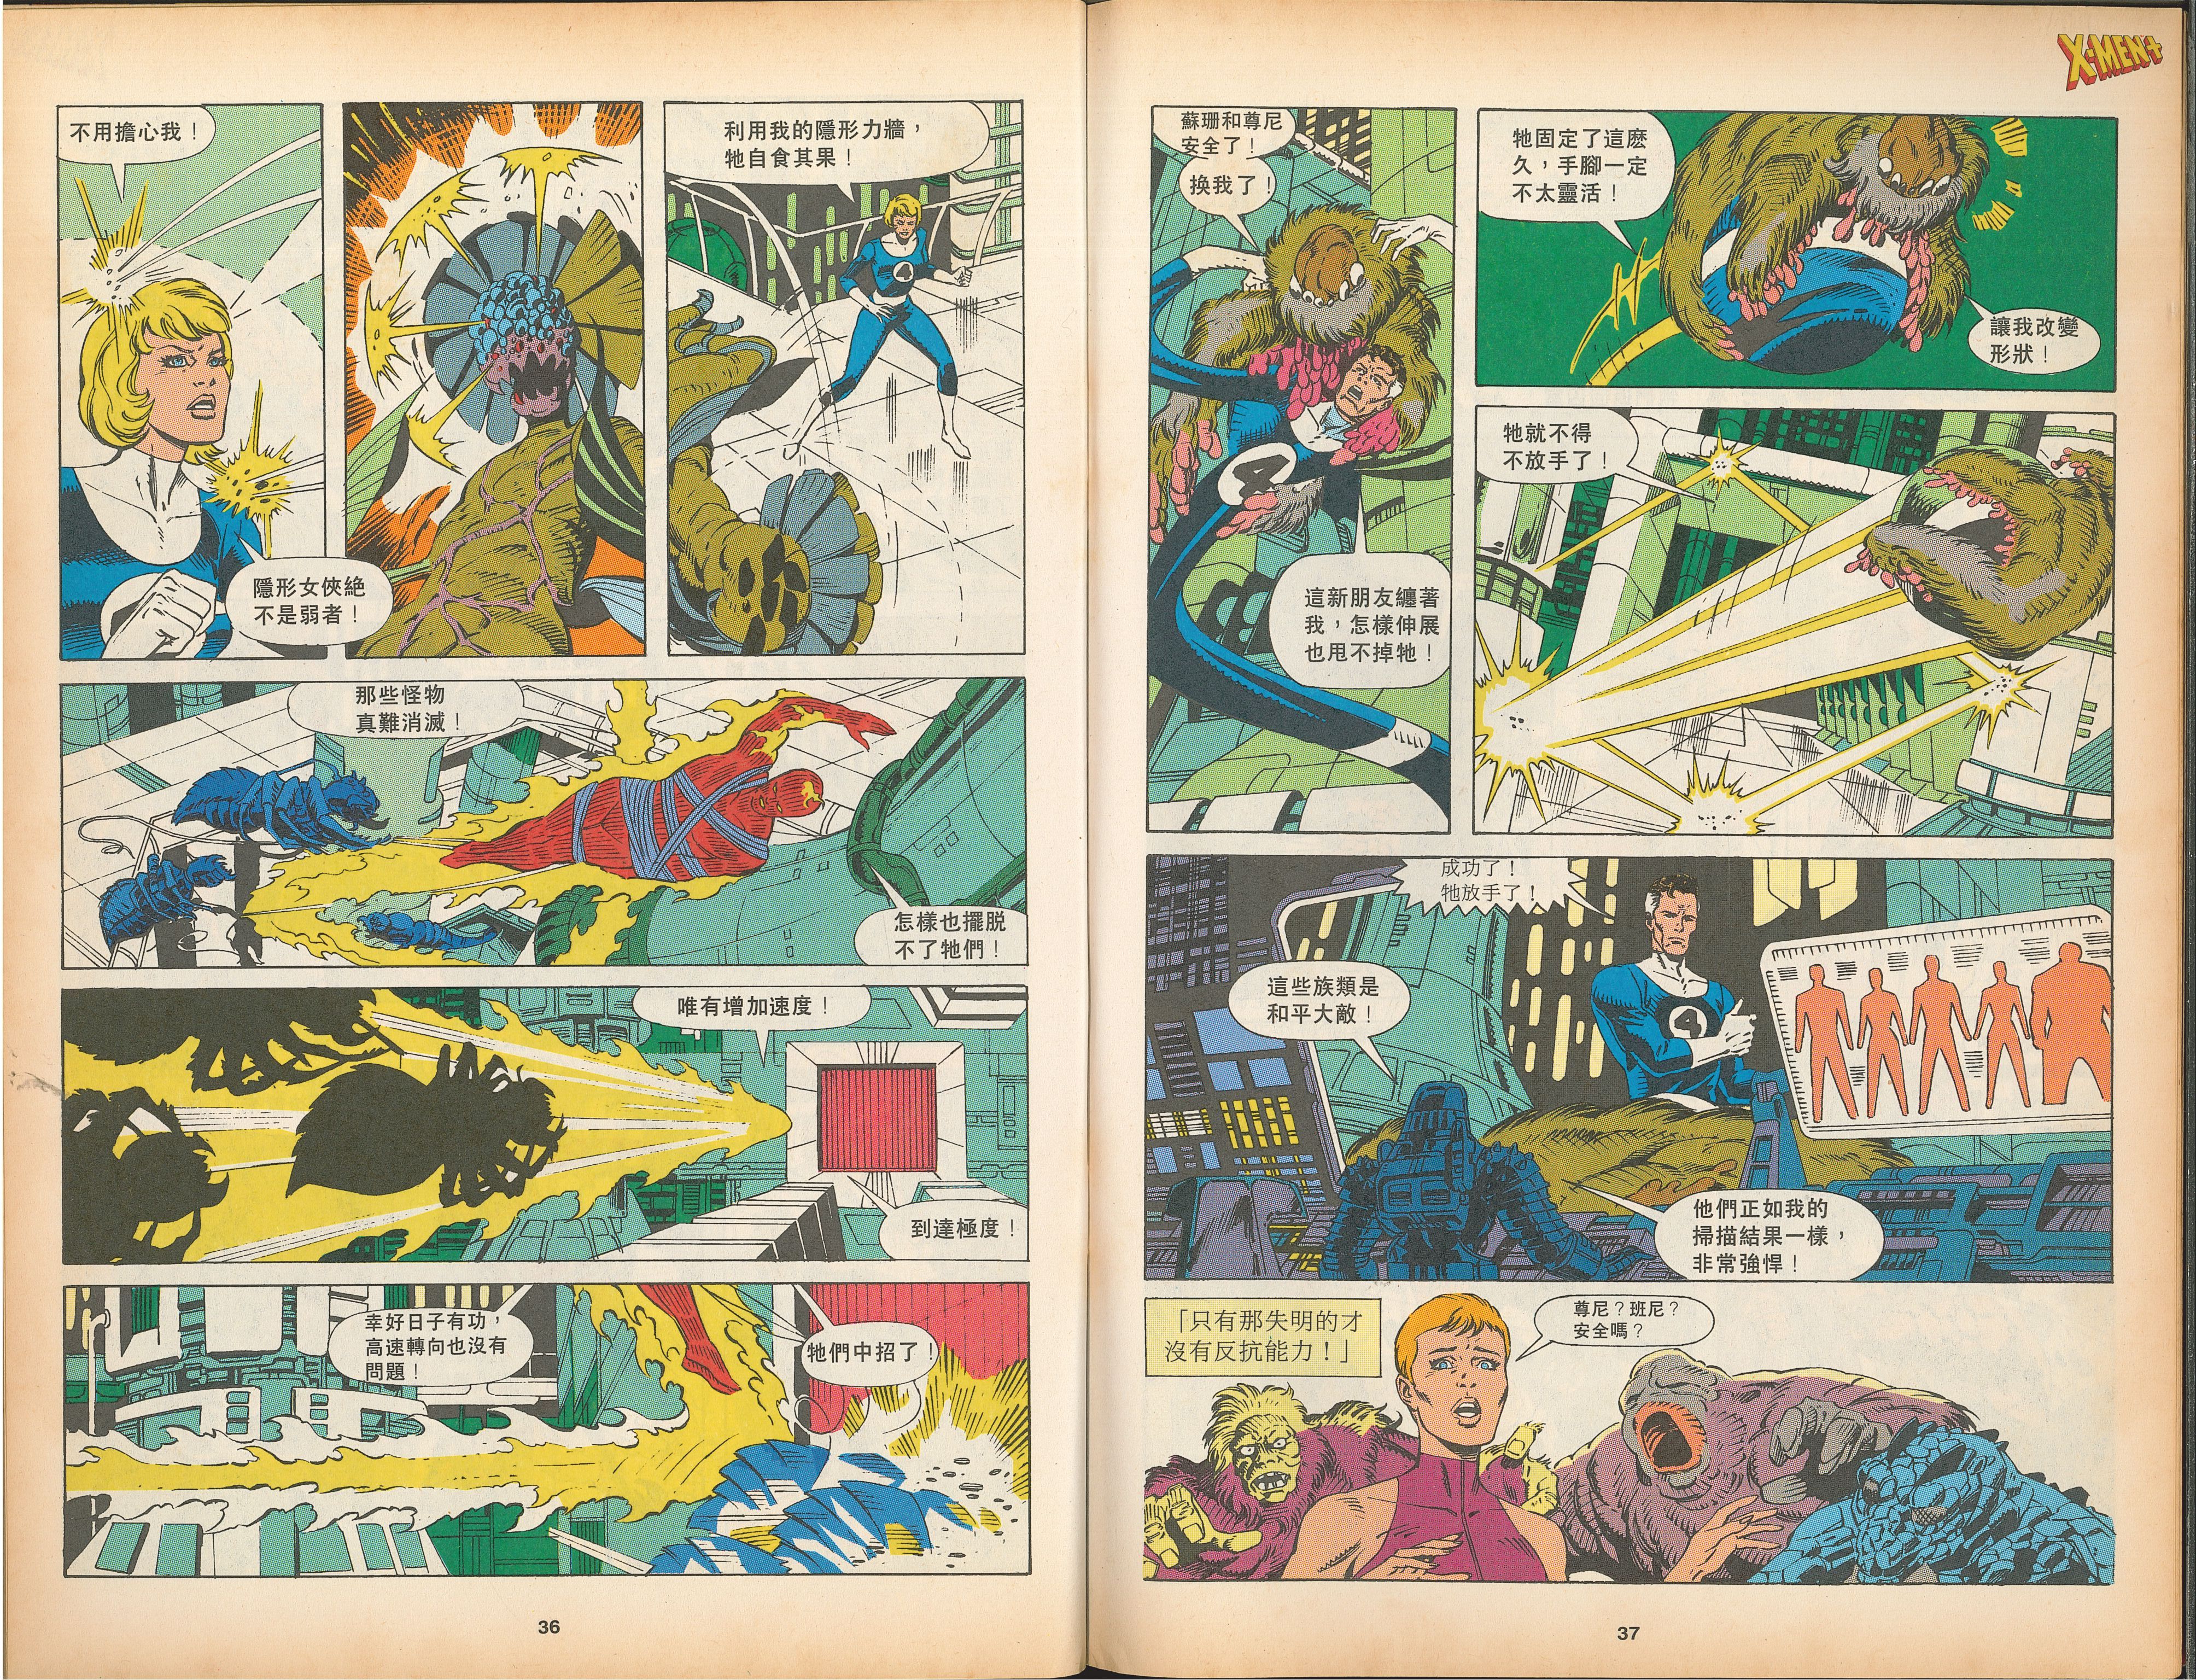 不用擔心我！
隱形女俠絶
不是弱者！
利用我的隱形力牆，
牠自食其果！
那些怪物
真難消滅！
怎樣也擺脱
不了牠們！
唯有增加速度！
到達極度！
幸好日子有功，
高速轉向也沒有
問題！
牠們中招了！
36
X-MEN+
蘇珊和尊尼
安全了！
換我了！
這新朋友纏著
我，怎樣伸展
也甩不掉牠！
牠固定了這麽
久，手腳一定
不太靈活！
讓我改變
形狀！
牠就不得
不放手了！
成功了！
牠放手了！
這些族類是
和平大敵！
他們正如我的
掃描結果一樣，
非常強悍！
「只有那失明的才
沒有反抗能力！」
尊尼？班尼？
安全嗎？
4
4
4
37